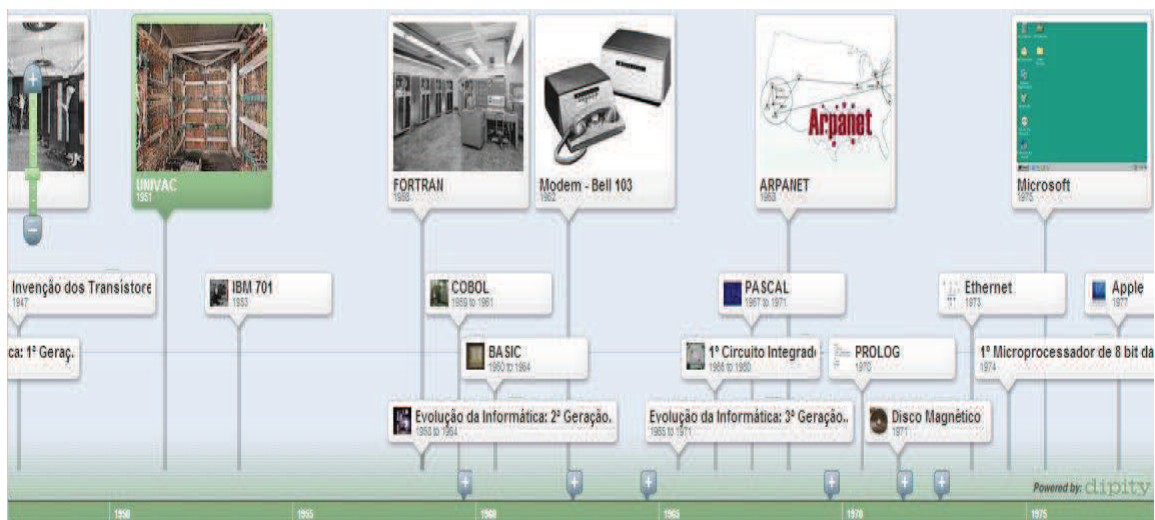 +
UNIVAC
1951
FORTRAN
Modem - Bell 103
1962
Arpanet
ARPANET
Microsoft
1975
−
Invenção dos Transístore
1947
IBM 701
1953
COBOL
1959 to 1961
PASCAL
1967 to 1971
Ethernet
1973
Apple
1977
ca: 1ª Geraç.
BASIC
1960 to 1964
1º Circuito Integrad
PROLOG
1970
1º Microprocessador de 8 bit da
1974
Evolução da Informática: 2ª Geração.
Evolução da Informática: 3ª Geração..
Disco Magnético
1971
+ + + + + +
Powered by: dipity
1950 1955 1960 1965 1970 1975